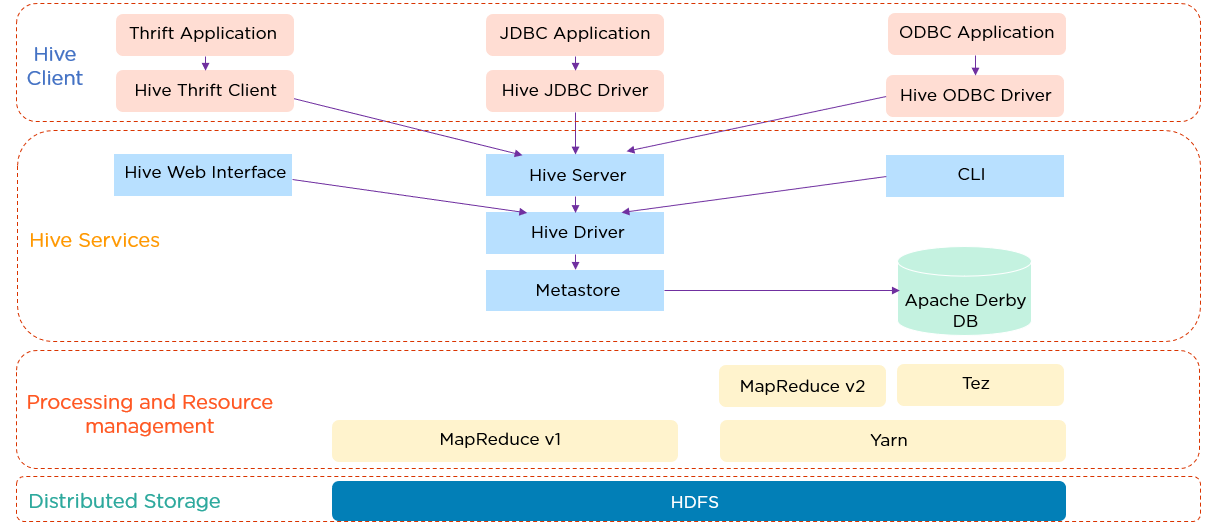 Thrift Application
JDBC Application
ODBC Application
Hive
Client
Hive Thrift Client
Hive JDBC Driver
Hive ODBC Driver
Hive Web Interface
Hive Server
CLI
Hive Services
Hive Driver
Metastore
Apache Derby
DB
Processing and Resource
management
MapReduce v2
Tez
MapReduce v1
Yarn
Distributed Storage
HDFS